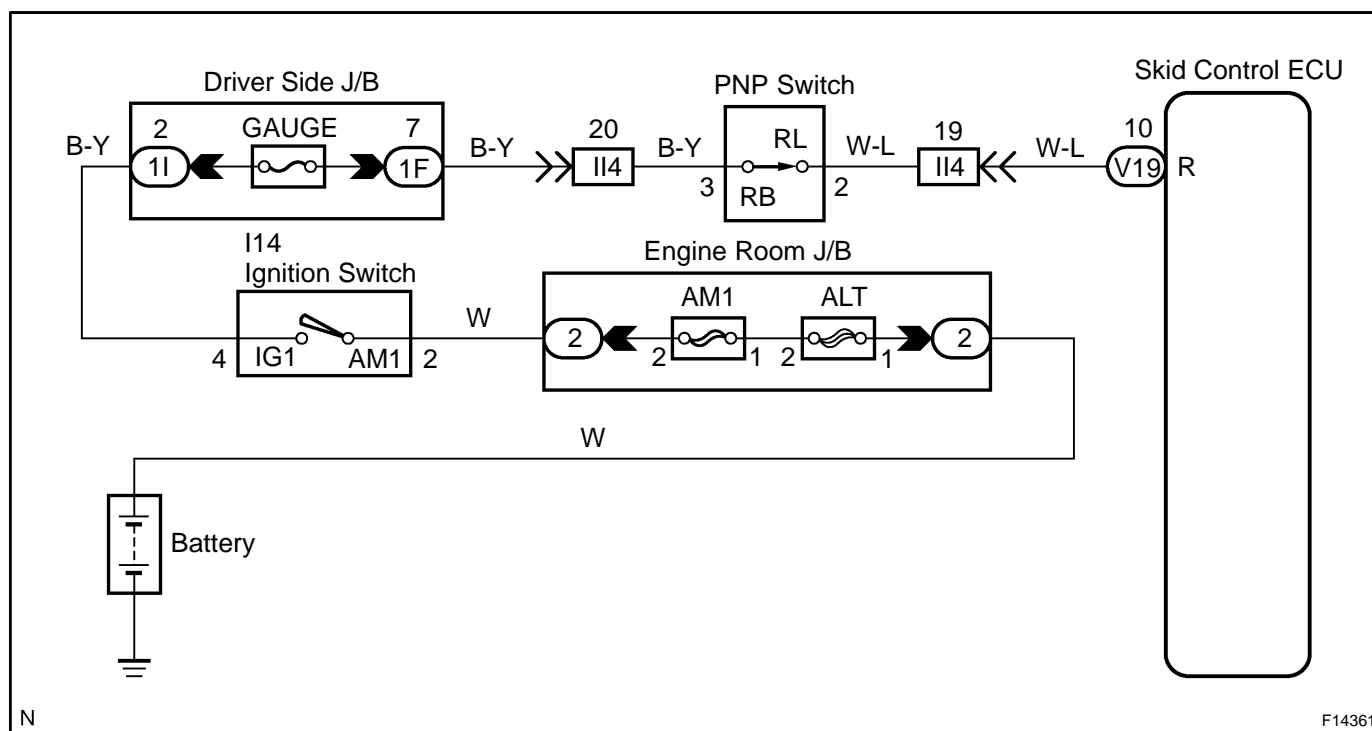 Skid Control ECU
Driver Side J/B
PNP Switch
2
GAUGE
7
20
RL
19
10
B-Y
B-Y
B-Y
W-L
W-L
1I
1F
II4
II4
V19
R
3
RB
2
I14
Ignition Switch
Engine Room J/B
AM1
ALT
W
2
2
4
IG1
AM1
2
2
1
2
1
W
Battery
N
F14361